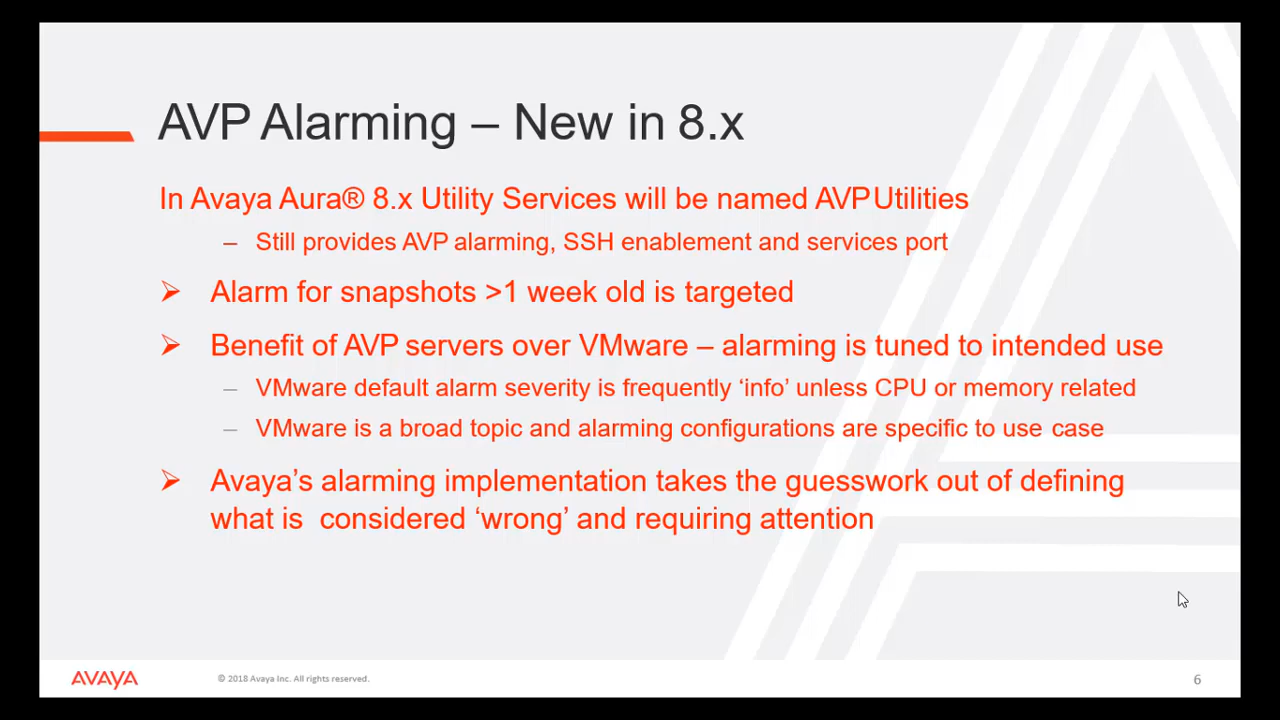 AVP Alarming – New in 8.x
In Avaya Aura® 8.x Utility Services will be named AVP Utilities
– Still provides AVP alarming, SSH enablement and services port
➢ Alarm for snapshots >1 week old is targeted
➢ Benefit of AVP servers over VMware – alarming is tuned to intended use
– VMware default alarm severity is frequently ‘info’ unless CPU or memory related
– VMware is a broad topic and alarming configurations are specific to use case
➢ Avaya’s alarming implementation takes the guesswork out of defining
what is considered ‘wrong’ and requiring attention
AVAYA
© 2018 Avaya Inc. All rights reserved.
6